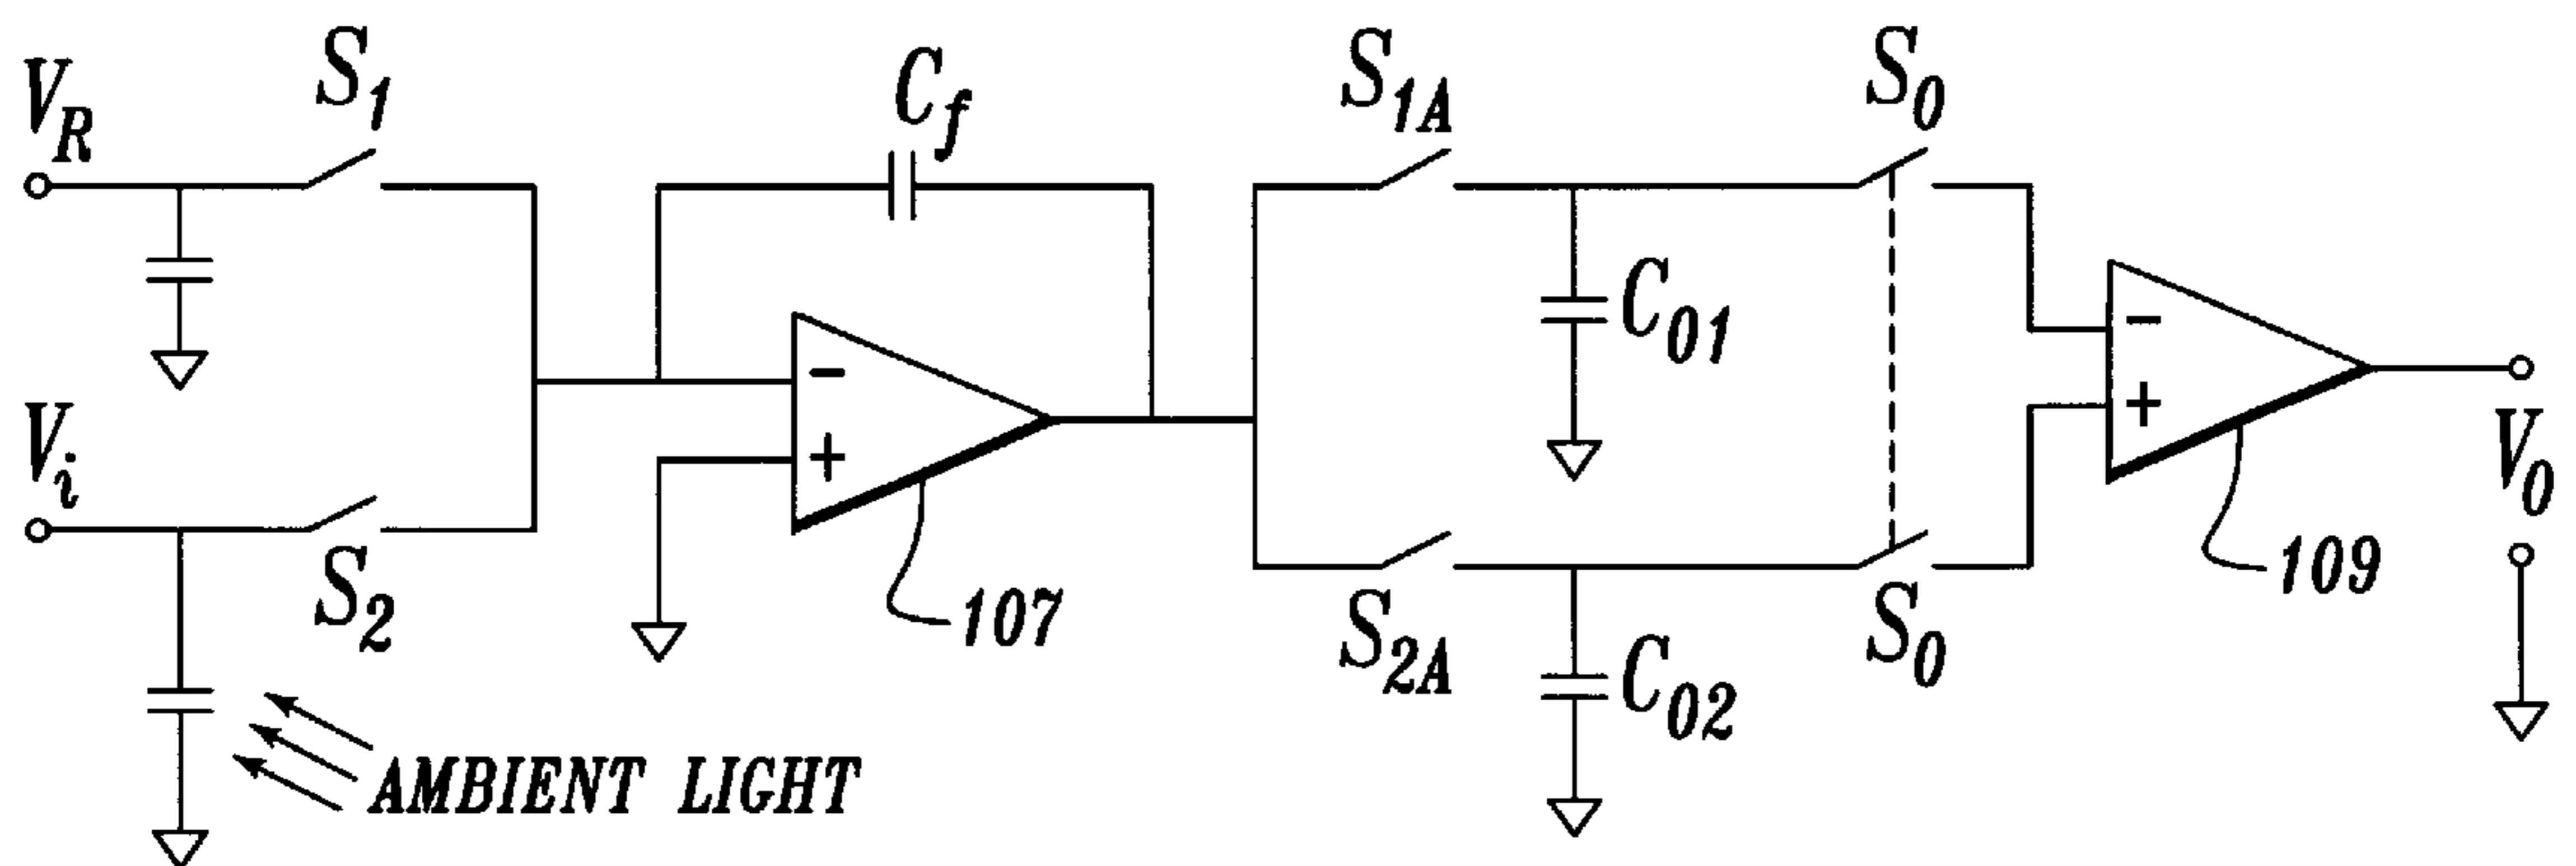 V_R
S_1
C_f
S_1A
S_0
C_01
V_i
S_2
-
+
107
S_2A
C_02
S_0
-
+
109
V_0
AMBIENT LIGHT